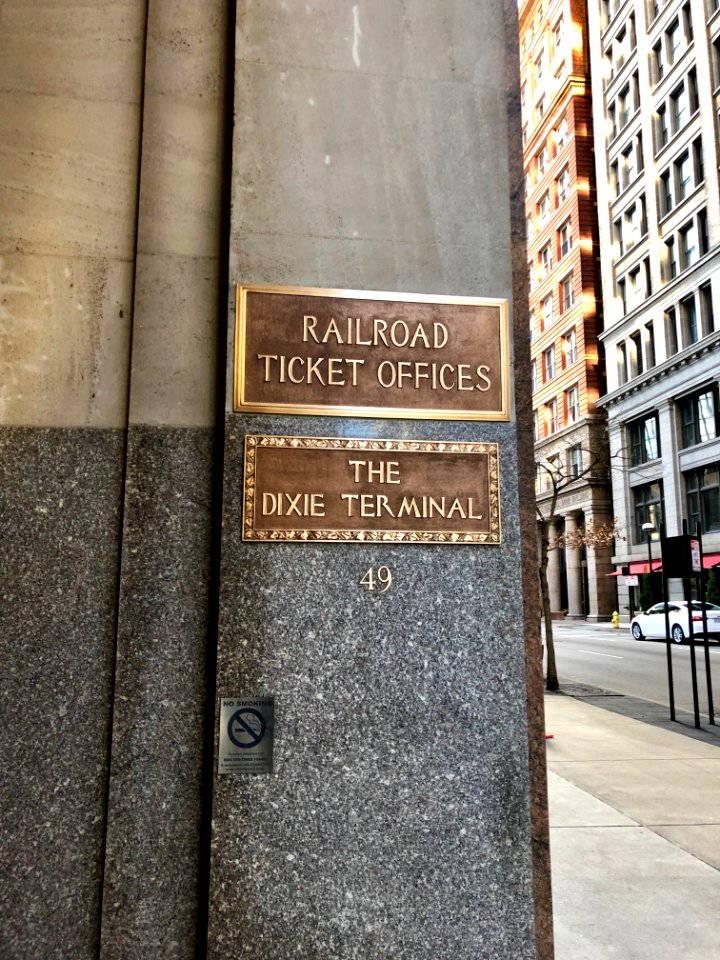 RAILROAD
TICKET OFFICES
THE
DIXIE TERMINAL
49
NO SMOKING